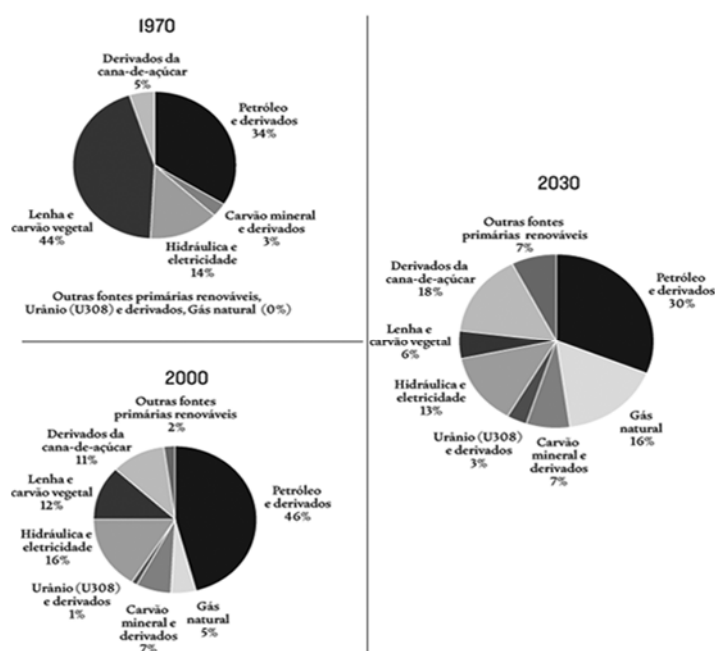 1970
Derivados da
cana-de-açúcar
5%
Petróleo
e derivados
34%
Carvão mineral e
derivados
3%
Hidráulica e
eletricidade
14%
Lenha e
carvão vegetal
44%
Outras fontes primárias renováveis,
Urânio (U308) e derivados, Gás natural (0%)
2000
Outras fontes
primárias renováveis
2%
Derivados da
cana-de-açúcar
11%
Lenha e
carvão vegetal
12%
Hidráulica e
eletricidade
16%
Urânio (U308)
e derivados
1%
Carvão
mineral e
derivados
7%
Gás
natural
5%
Petróleo
e derivados
46%
2030
Outras fontes
primárias renováveis
7%
Derivados da
cana-de-açúcar
18%
Lenha e
carvão vegetal
6%
Hidráulica e
eletricidade
13%
Urânio (U308)
e derivados
3%
Carvão
mineral e
derivados
7%
Gás
natural
16%
Petróleo
e derivados
30%